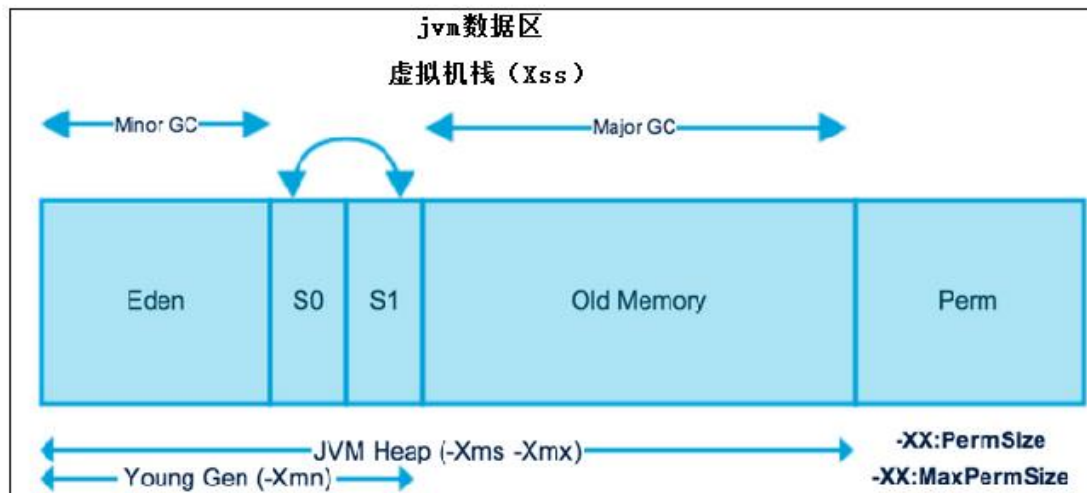 jvm数据区
虚拟机栈（Xss）
Minor GC
Major GC
Eden
S0
S1
Old Memory
Perm
JVM Heap (-Xms -Xmx)
-XX:PermSize
Young Gen (-Xmn)
-XX:MaxPermSize